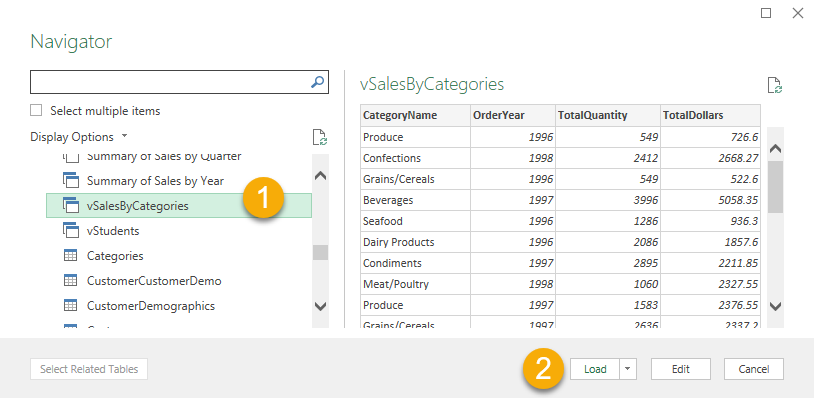 Navigator
Select multiple items
Display Options
Summary of Sales by Quarter
Summary of Sales by Year
vSalesByCategories
1
vStudents
Categories
CustomerCustomerDemo
CustomerDemographics
vSalesByCategories
CategoryName OrderYear TotalQuantity TotalDollars
Produce 1996 549 726.6
Confections 1998 2412 2668.27
Grains/Cereals 1996 549 522.6
Beverages 1997 3996 5058.35
Seafood 1996 1286 936.3
Dairy Products 1996 2086 1857.6
Condiments 1997 2895 2211.85
Meat/Poultry 1998 1060 2327.55
Produce 1997 1583 2376.55
Grains/Cereals 1997 2636 2337.2
Select Related Tables
2
Load
Edit
Cancel